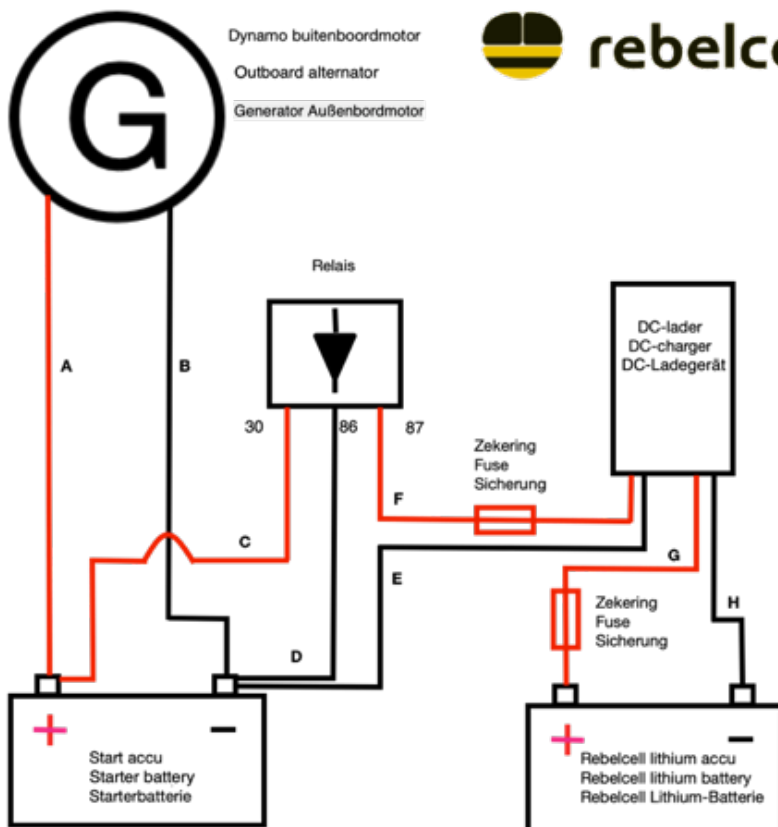 Dynamo buitenboordmotor
Outboard alternator
Generator Außenbordmotor
G
A
B
Relais
30
86
87
C
D
E
F
Zekering
Fuse
Sicherung
DC-lader
DC-charger
DC-Ladegerät
G
H
Zekering
Fuse
Sicherung
+
−
Start accu
Starter battery
Starterbatterie
+
−
Rebelcell lithium accu
Rebelcell lithium battery
Rebelcell Lithium-Batterie